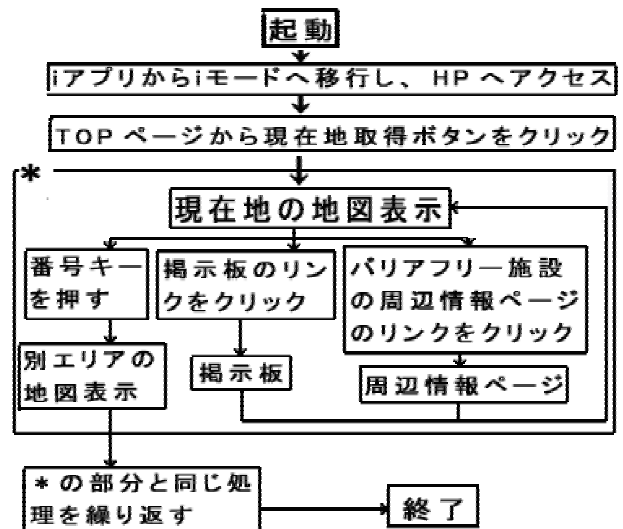 起動
iアプリからiモードへ移行し、HPへアクセス
TOPページから現在地取得ボタンをクリック
*
現在地の地図表示
番号キー
を押す
掲示板のリン
クをクリック
バリアフリー施設
の周辺情報ページ
のリンクをクリック
別エリアの
地図表示
掲示板
周辺情報ページ
*の部分と同じ処
理を繰り返す
終了